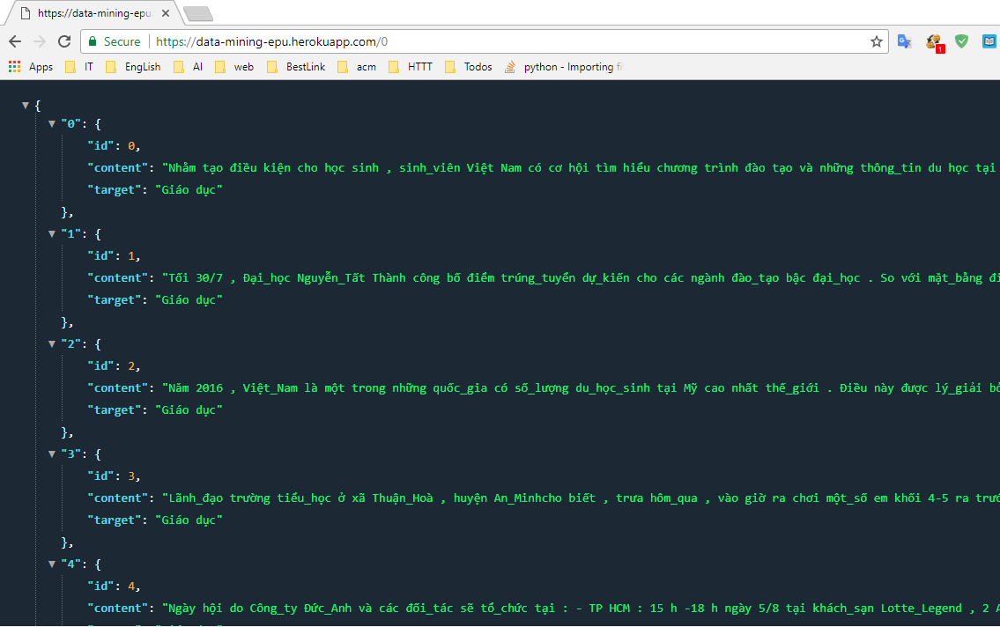 https://data-mining-epu.
Secure https://data-mining-epu.herokuapp.com/0
1
Apps IT EngLish AI web BestLink acm HTTT Todos python - Importing
{
"0": {
"id": 0,
"content": "Nhằm tạo điều kiện cho học sinh , sinh_viên Việt Nam có cơ hội tìm hiểu chương trình đào tạo và những thông_tin du học tại
"target": "Giáo dục"
},
"1": {
"id": 1,
"content": "Tối 30/7 , Đại_học Nguyễn_Tất Thành công bố điểm trúng_tuyển dự_kiến cho các ngành đào_tạo bậc đại_học . So với mặt_bằng
"target": "Giáo dục"
},
"2": {
"id": 2,
"content": "Năm 2016 , Việt_Nam là một trong những quốc_gia có số_lượng du_học_sinh tại Mỹ cao nhất thế_giới . Điều này được lý_giải
"target": "Giáo dục"
},
"3": {
"id": 3,
"content": "Lãnh_đạo trường tiểu_học ở xã Thuận_Hoà , huyện An_Minhcho biết , trưa hôm_qua , vào giờ ra chơi một_số em khối 4-5 ra
"target": "Giáo dục"
},
"4": {
"id": 4,
"content": "Ngày hội do Công_ty Đức_Anh và các đối_tác sẽ tổ_chức tại : - TP HCM : 15 h -18 h ngày 5/8 tại khách_sạn Lotte_Legend , 2